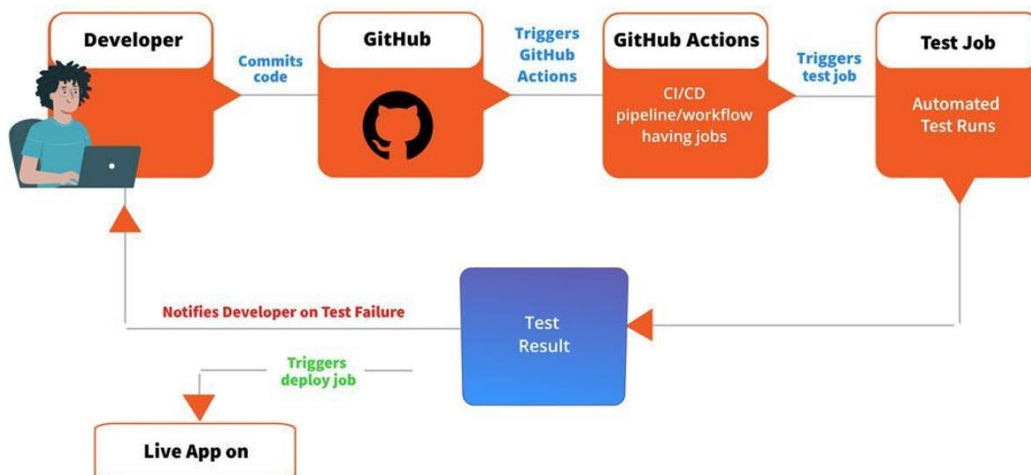 Developer
Commits
code
GitHub
Triggers
GitHub
Actions
GitHub Actions
CI/CD
pipeline/workflow
having jobs
Triggers
test job
Test Job
Automated
Test Runs
Notifies Developer on Test Failure
Test
Result
Triggers
deploy job
Live App on